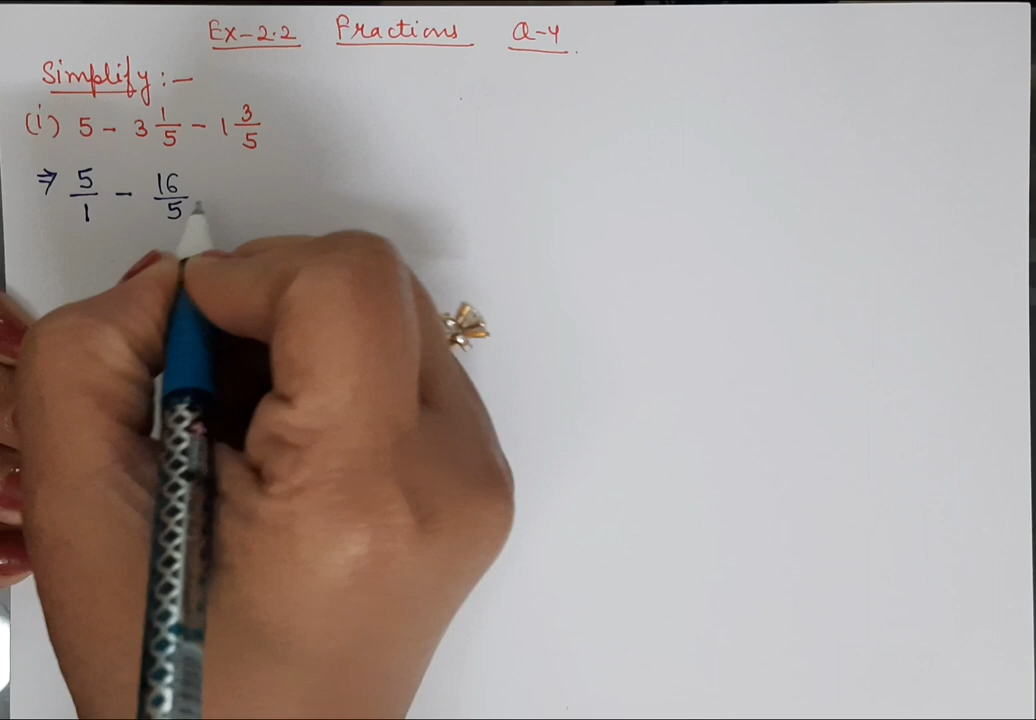 Ex-2.2 Fractions Q-4
Simplify:-
(i) 5 - 3 1/5 - 1 3/5
⇒ 5/1 - 16/5